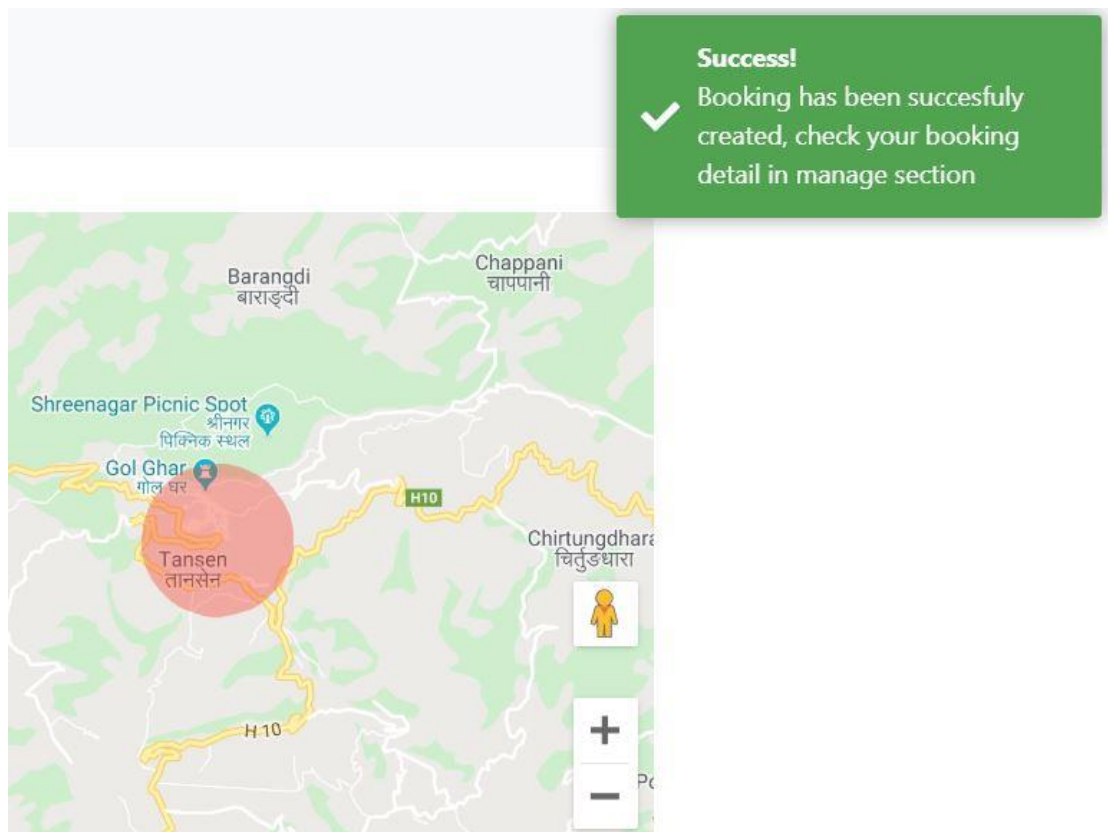 Success!
Booking has been succesfuly
created, check your booking
detail in manage section
Barangdi
बाराङ्दी
Chappani
चापपानी
Shreenagar Picnic Spot
श्रीनगर
पिक्निक स्थल
Gol Ghar
गोल घर
H10
Chirtungdhara
चिर्तुङधारा
Tansen
तानसेन
H 10